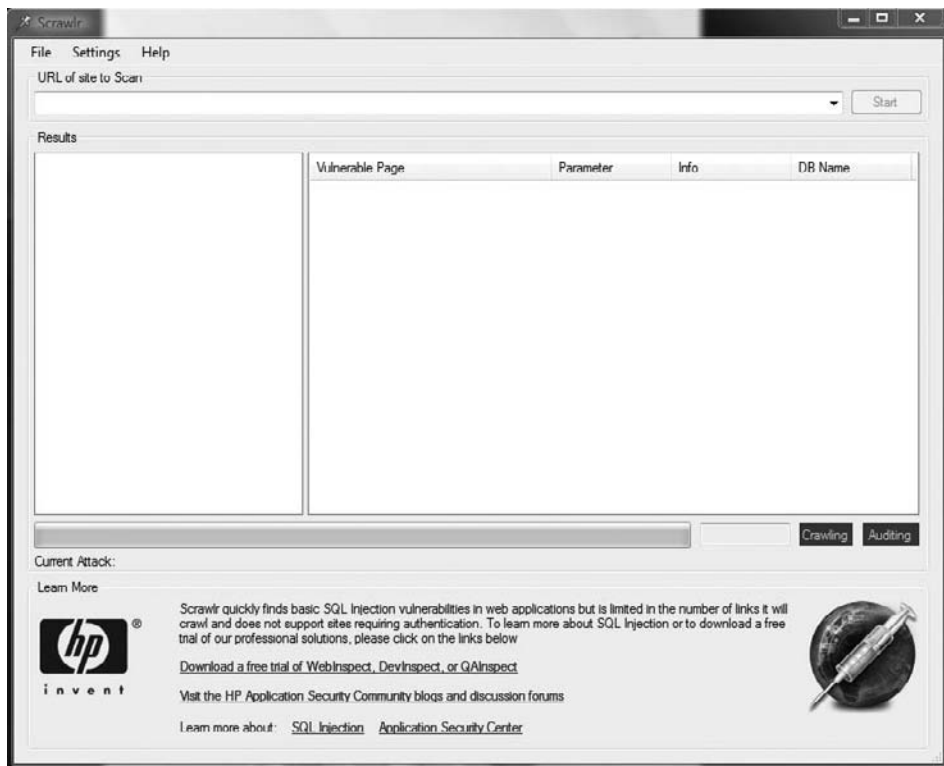 Scrawlr
File Settings Help
URL of site to Scan
Start
Results
Vulnerable Page Parameter Info DB Name
Crawling Auditing
Current Attack:
Learn More
hp ®
invent
Scrawlr quickly finds basic SQL Injection vulnerabilities in web applications but is limited in the number of links it will
crawl and does not support sites requiring authentication. To learn more about SQL Injection or to download a free
trial of our professional solutions, please click on the links below
Download a free trial of WebInspect, DevInspect, or QAInspect
Visit the HP Application Security Community blogs and discussion forums
Learn more about: SQL Injection Application Security Center